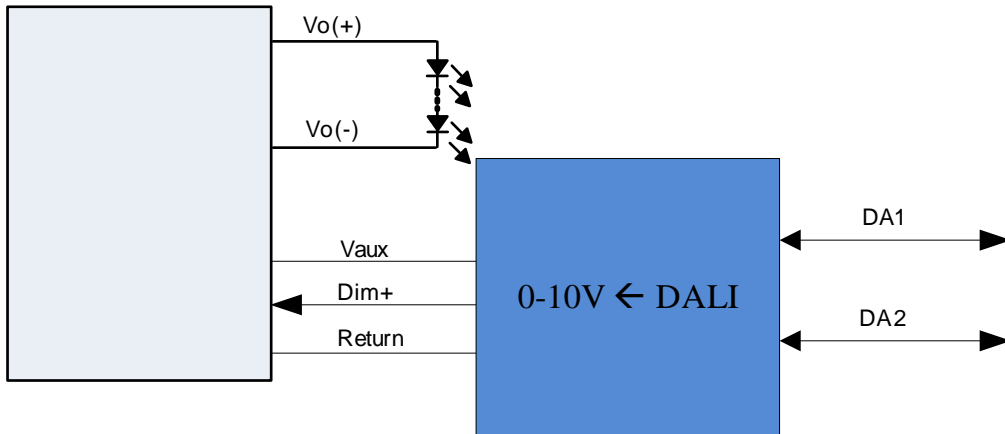 Vo(+)
Vo(-)
Vaux
Dim+
Return
0-10V ← DALI
DA1
DA2